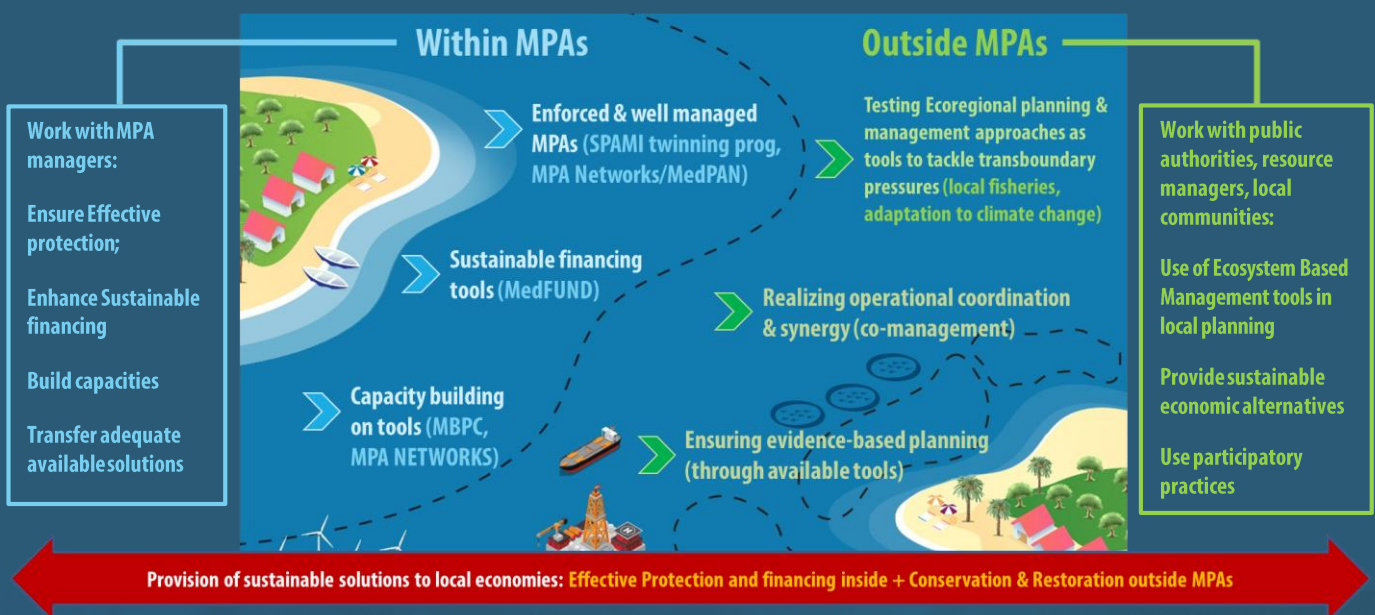 Within MPAs
Outside MPAs
Work with MPA
managers:
Ensure Effective
protection;
Enhance Sustainable
financing
Build capacities
Transfer adequate
available solutions
Enforced & well managed
MPAs (SPAMI twinning prog,
MPA Networks/MedPAN)
Sustainable financing
tools (MedFUND)
Capacity building
on tools (MBPC,
MPA NETWORKS)
Testing Ecoregional planning &
management approaches as
tools to tackle transboundary
pressures (local fisheries,
adaptation to climate change)
Realizing operational coordination
& synergy (co-management)
Ensuring evidence-based planning
(through available tools)
H
Work with public
authorities, resource
managers, local
communities:
Use of Ecosystem Based
Management tools in
local planning
Provide sustainable
economic alternatives
Use participatory
practices
Provision of sustainable solutions to local economies: Effective Protection and financing inside + Conservation & Restoration outside MPAs